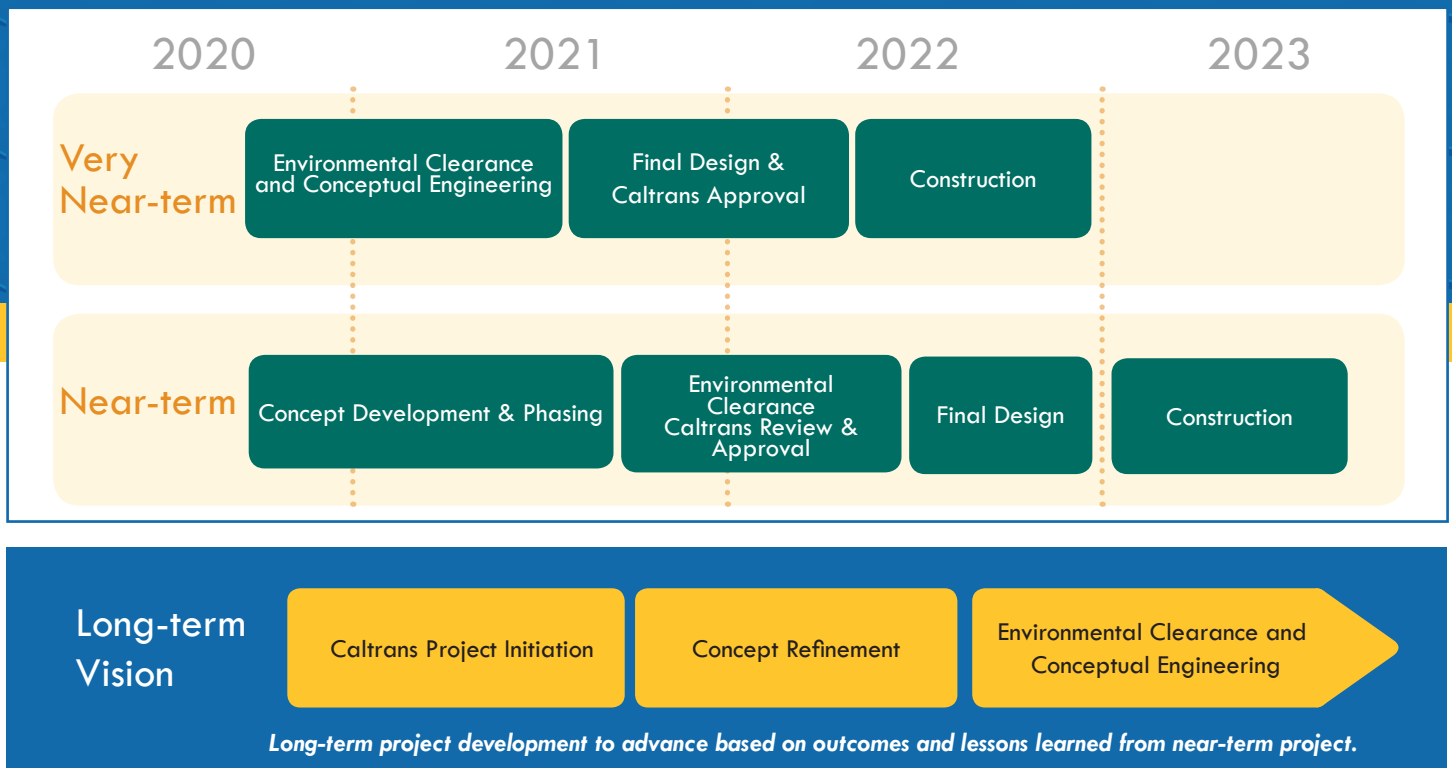 2020 2021 2022 2023
Very
Near-term
Environmental Clearance
and Conceptual Engineering
Final Design &
Caltrans Approval
Construction
Near-term
Concept Development & Phasing
Environmental
Clearance
Caltrans Review &
Approval
Final Design
Construction
Long-term
Vision
Caltrans Project Initiation
Concept Refinement
Environmental Clearance and
Conceptual Engineering
Long-term project development to advance based on outcomes and lessons learned from near-term project.